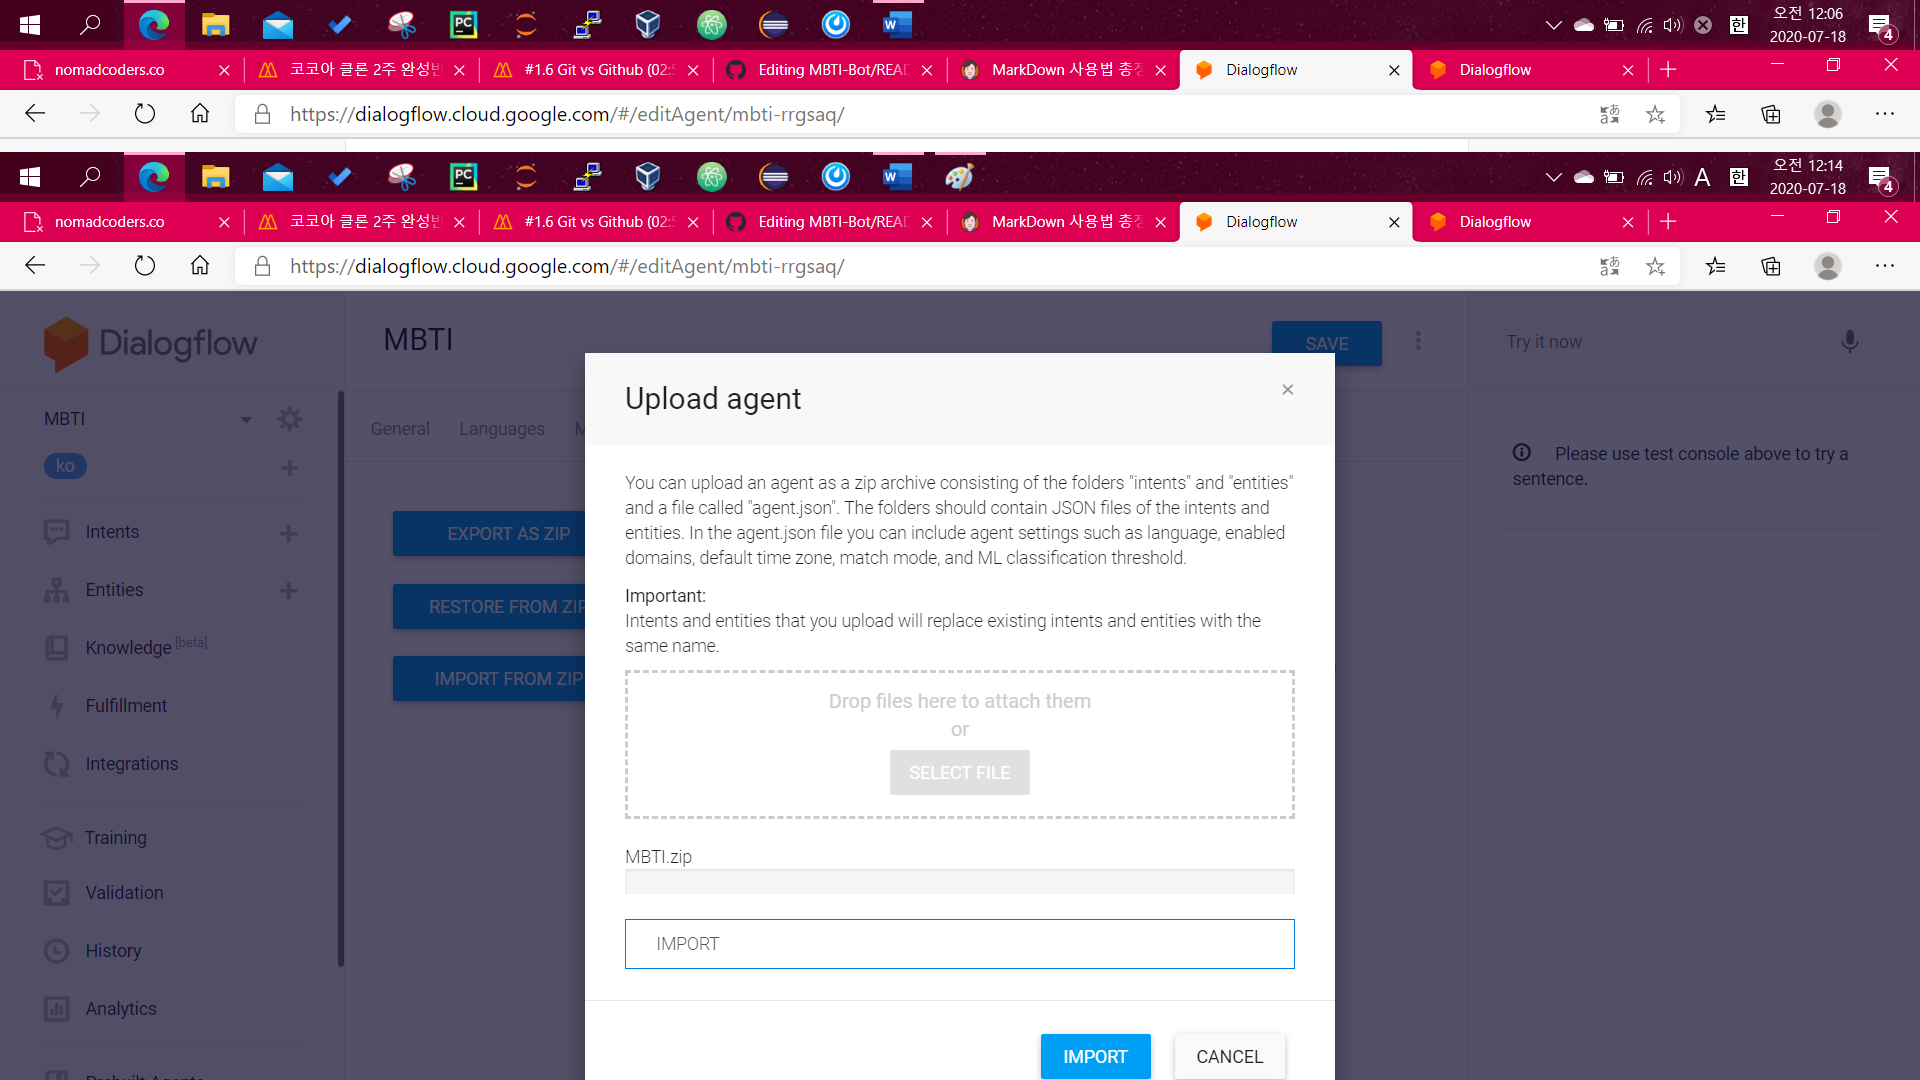 오전 12:06
2020-07-18
4
nomadcoders.co
코코아 클론 2주 완성반
#1.6 Git vs Github (02:5
Editing MBTI-Bot/READ
MarkDown 사용법 총정
Dialogflow
Dialogflow
https://dialogflow.cloud.google.com/#/editAgent/mbti-rrgsaq/
A
한
오전 12:14
2020-07-18
4
nomadcoders.co
코코아 클론 2주 완성반
#1.6 Git vs Github (02:5
Editing MBTI-Bot/READ
MarkDown 사용법 총정
Dialogflow
Dialogflow
https://dialogflow.cloud.google.com/#/editAgent/mbti-rrgsaq/
Dialogflow
MBTI
SAVE
Try it now
MBTI
ko
General
Languages
M
Please use test console above to try a
sentence.
Intents
Entities
Knowledge [beta]
Fulfillment
Integrations
Training
Validation
History
Analytics
Prebuilt Agents
EXPORT AS ZIP
RESTORE FROM ZIP
IMPORT FROM ZIP
Upload agent
You can upload an agent as a zip archive consisting of the folders "intents" and "entities"
and a file called "agent.json". The folders should contain JSON files of the intents and
entities. In the agent.json file you can include agent settings such as language, enabled
domains, default time zone, match mode, and ML classification threshold.
Important:
Intents and entities that you upload will replace existing intents and entities with the
same name.
Drop files here to attach them
or
SELECT FILE
MBTI.zip
IMPORT
IMPORT
CANCEL